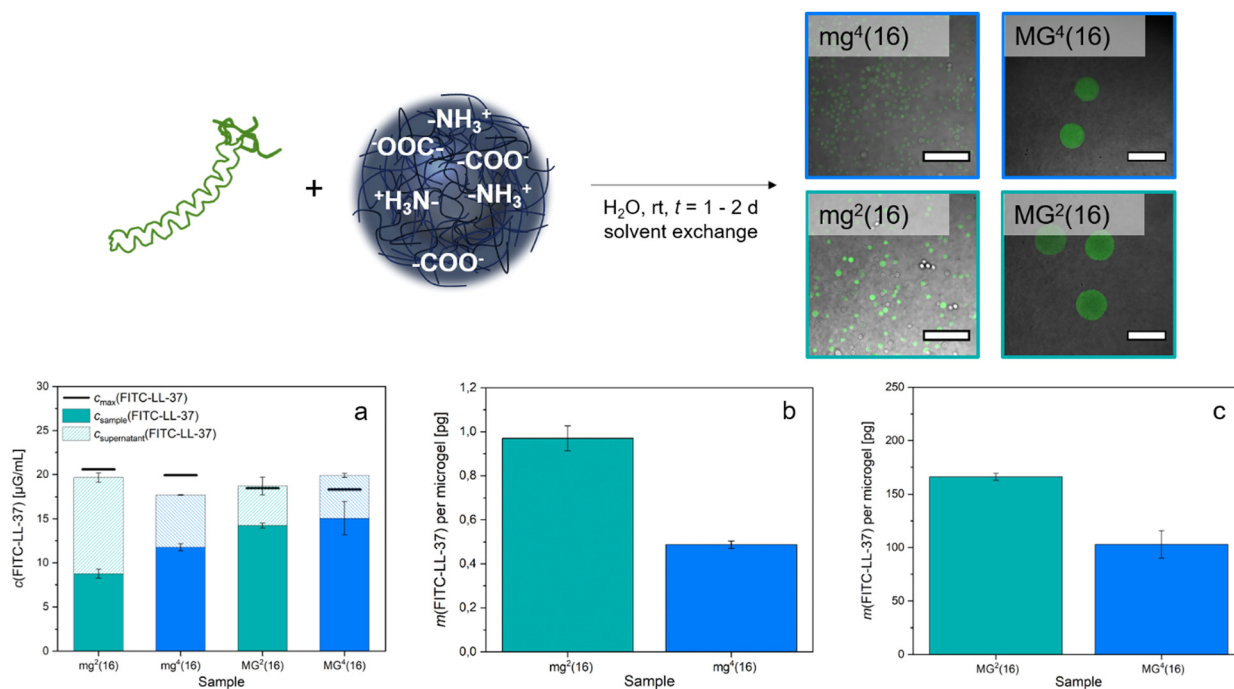 mg⁴(16)
MG⁴(16)
-NH₃⁺
⁻OOC-
-COO⁻
⁺H₃N-
-NH₃⁺
-COO⁻
+
H₂O, rt, t = 1 - 2 d
solvent exchange
mg²(16)
MG²(16)
a
c_max(FITC-LL-37)
c_sample(FITC-LL-37)
c_supernatant(FITC-LL-37)
c(FITC-LL-37) [µG/mL]
30
25
20
15
10
5
0
mg²(16) mg⁴(16) MG²(16) MG⁴(16)
Sample
b
m(FITC-LL-37) per microgel [pg]
1,2
1,0
0,8
0,6
0,4
0,2
0,0
mg²(16) mg⁴(16)
Sample
c
m(FITC-LL-37) per microgel [pg]
250
200
150
100
50
0
MG²(16) MG⁴(16)
Sample